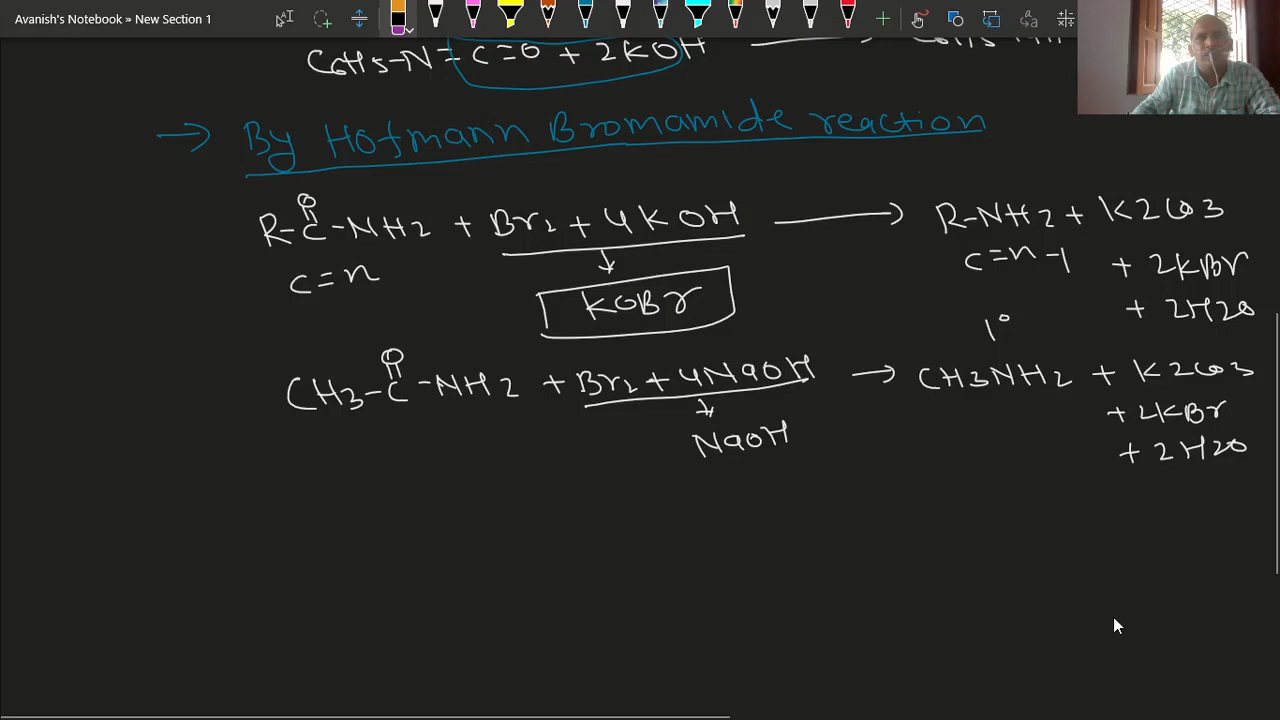 Avanish's Notebook » New Section 1
C6H5-N=C=O + 2KOH
→ By Hofmann Bromamide reaction
O
R-C-NH2 + Br2 + 4KOH → R-NH2 + K2CO3
C=n C=n-1 + 2KBr
KOBr + 2H2O
1°
O
CH3-C-NH2 + Br2 + 4NaOH → CH3NH2 + K2CO3
+ 2KBr
NaOH + 2H2O